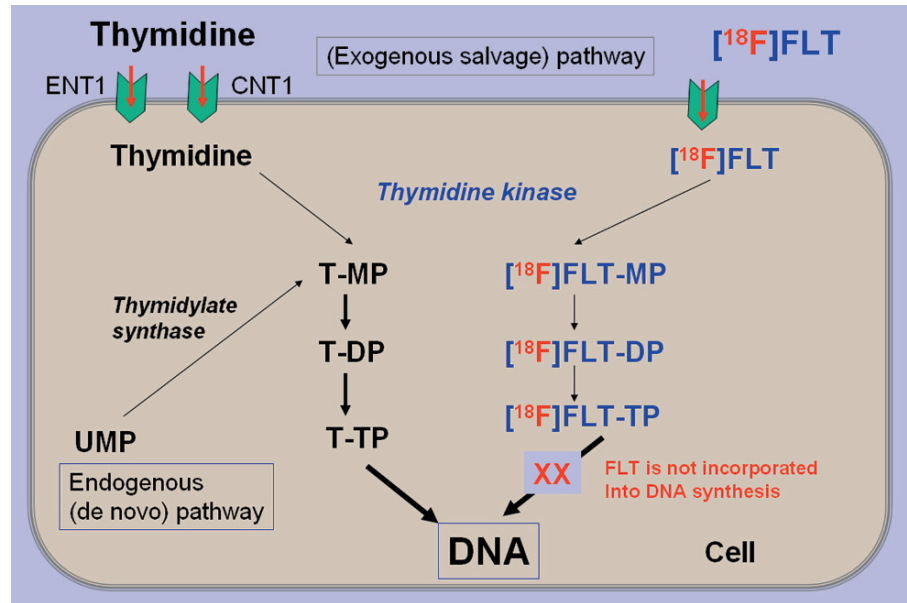 Thymidine
(Exogenous salvage) pathway
[¹⁸F]FLT
ENT1
CNT1
Thymidine
[¹⁸F]FLT
Thymidine kinase
T-MP
[¹⁸F]FLT-MP
Thymidylate
synthase
T-DP
[¹⁸F]FLT-DP
[¹⁸F]FLT-TP
UMP
T-TP
Endogenous
(de novo) pathway
XX
FLT is not incorporated
Into DNA synthesis
DNA
Cell